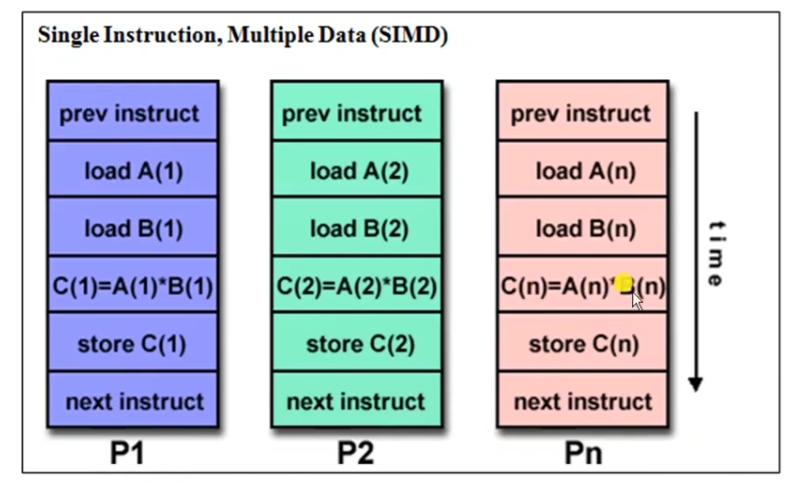 Single Instruction, Multiple Data (SIMD)
prev instruct
load A(1)
load B(1)
C(1)=A(1)*B(1)
store C(1)
next instruct
P1
prev instruct
load A(2)
load B(2)
C(2)=A(2)*B(2)
store C(2)
next instruct
P2
prev instruct
load A(n)
load B(n)
C(n)=A(n)*B(n)
store C(n)
next instruct
Pn
time